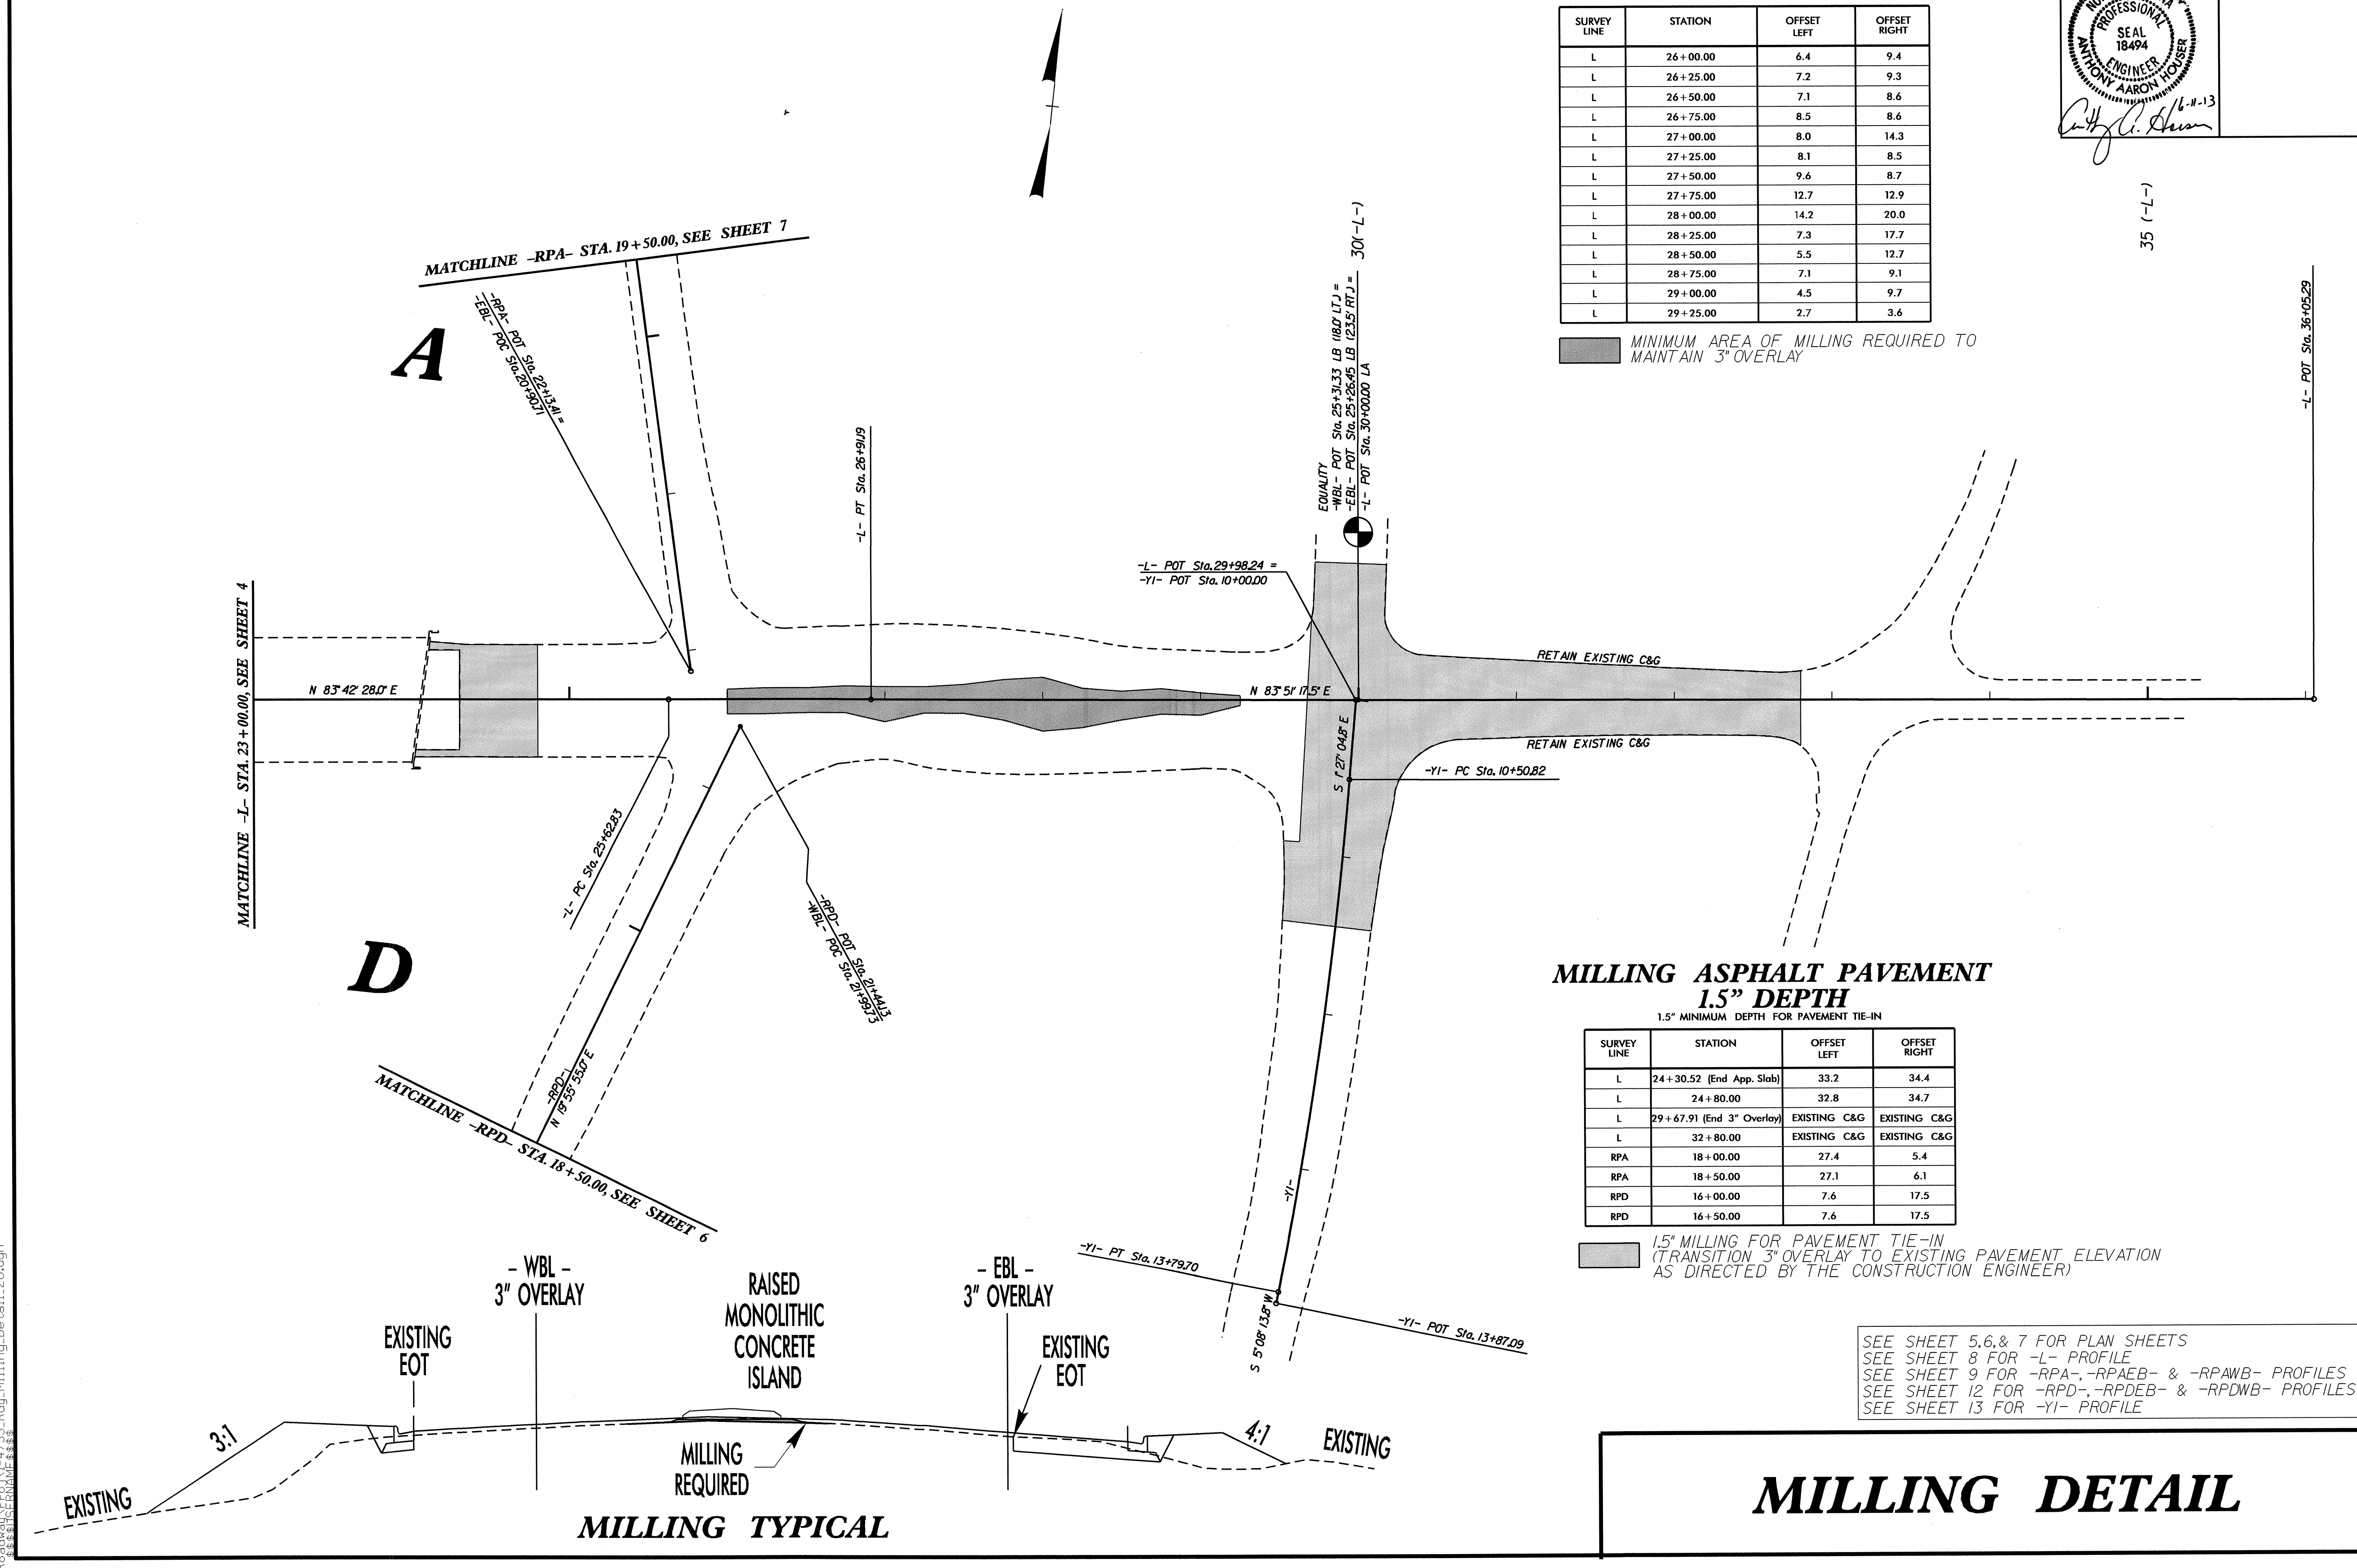 SURVEY LINE STATION OFFSET LEFT OFFSET RIGHT
L 26+00.00 6.4 9.4
L 26+25.00 7.2 9.3
L 26+50.00 7.1 8.6
L 26+75.00 8.5 8.6
L 27+00.00 8.0 14.3
L 27+25.00 8.1 8.5
L 27+50.00 9.6 8.7
L 27+75.00 12.7 12.9
L 28+00.00 14.2 20.0
L 28+25.00 7.3 17.7
L 28+50.00 5.5 12.7
L 28+75.00 7.1 9.1
L 29+00.00 4.5 9.7
L 29+25.00 2.7 3.6
MINIMUM AREA OF MILLING REQUIRED TO
MAINTAIN 3" OVERLAY
PROFESSIONAL
SEAL
18494
ENGINEER
ANTHONY AARON HOUSER
6-11-13
MATCHLINE -RPA- STA. 19+50.00, SEE SHEET 7
-RPA- POT Sta. 22+13.41 =
-EBL- POC Sta. 20+90.71
A
-L- PT Sta. 26+91.19
EQUALITY
-WBL- POT Sta. 25+31.33 LB (18.0' LT.) =
-EBL- POT Sta. 25+26.45 LB (23.5' RT.) =
-L- POT Sta. 30+00.00 LA
30(-L-)
35 (-L-)
-L- POT Sta. 36+05.29
-L- POT Sta. 29+98.24 =
-Y1- POT Sta. 10+00.00
MATCHLINE -L- STA. 23+00.00, SEE SHEET 4
N 83° 42' 28.0" E
N 83° 51' 17.5" E
RETAIN EXISTING C&G
RETAIN EXISTING C&G
S 1° 27' 04.8" E
-Y1- PC Sta. 10+50.82
-L- PC Sta. 25+62.83
-RPD- POT Sta. 21+44.13
-WBL- POC Sta. 21+99.73
D
-RPD-
N 19° 55' 55.0" E
MATCHLINE -RPD- STA. 18+50.00, SEE SHEET 6
-Y1-
-Y1- PT Sta. 13+79.70
S 5° 08' 13.8" W
-Y1- POT Sta. 13+87.09
MILLING ASPHALT PAVEMENT
1.5" DEPTH
1.5" MINIMUM DEPTH FOR PAVEMENT TIE-IN
SURVEY LINE STATION OFFSET LEFT OFFSET RIGHT
L 24+30.52 (End App. Slab) 33.2 34.4
L 24+80.00 32.8 34.7
L 29+67.91 (End 3" Overlay) EXISTING C&G EXISTING C&G
L 32+80.00 EXISTING C&G EXISTING C&G
RPA 18+00.00 27.4 5.4
RPA 18+50.00 27.1 6.1
RPD 16+00.00 7.6 17.5
RPD 16+50.00 7.6 17.5
1.5" MILLING FOR PAVEMENT TIE-IN
(TRANSITION 3" OVERLAY TO EXISTING PAVEMENT ELEVATION
AS DIRECTED BY THE CONSTRUCTION ENGINEER)
- WBL -
3" OVERLAY
RAISED
MONOLITHIC
CONCRETE
ISLAND
- EBL -
3" OVERLAY
EXISTING
EOT
EXISTING
EOT
3:1
4:1
EXISTING
EXISTING
MILLING
REQUIRED
MILLING TYPICAL
SEE SHEET 5,6,& 7 FOR PLAN SHEETS
SEE SHEET 8 FOR -L- PROFILE
SEE SHEET 9 FOR -RPA-,-RPAEB- & -RPAWB- PROFILES
SEE SHEET 12 FOR -RPD-,-RPDEB- & -RPDWB- PROFILES
SEE SHEET 13 FOR -Y1- PROFILE
MILLING DETAIL